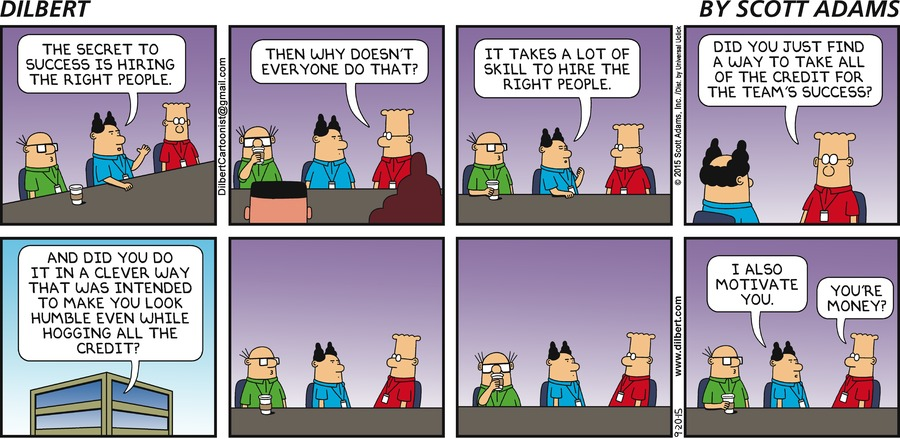 DILBERT
BY SCOTT ADAMS
THE SECRET TO
SUCCESS IS HIRING
THE RIGHT PEOPLE.
DilbertCartonist@gmail.com
THEN WHY DOESN'T
EVERYONE DO THAT?
IT TAKES A LOT OF
SKILL TO HIRE THE
RIGHT PEOPLE.
© 2015 Scott Adams, Inc. /Dist. by Universal Uclick
DID YOU JUST FIND
A WAY TO TAKE ALL
OF THE CREDIT FOR
THE TEAM'S SUCCESS?
AND DID YOU DO
IT IN A CLEVER WAY
THAT WAS INTENDED
TO MAKE YOU LOOK
HUMBLE EVEN WHILE
HOGGING ALL THE
CREDIT?
9-20-15
www.dilbert.com
I ALSO
MOTIVATE
YOU.
YOU'RE
MONEY?